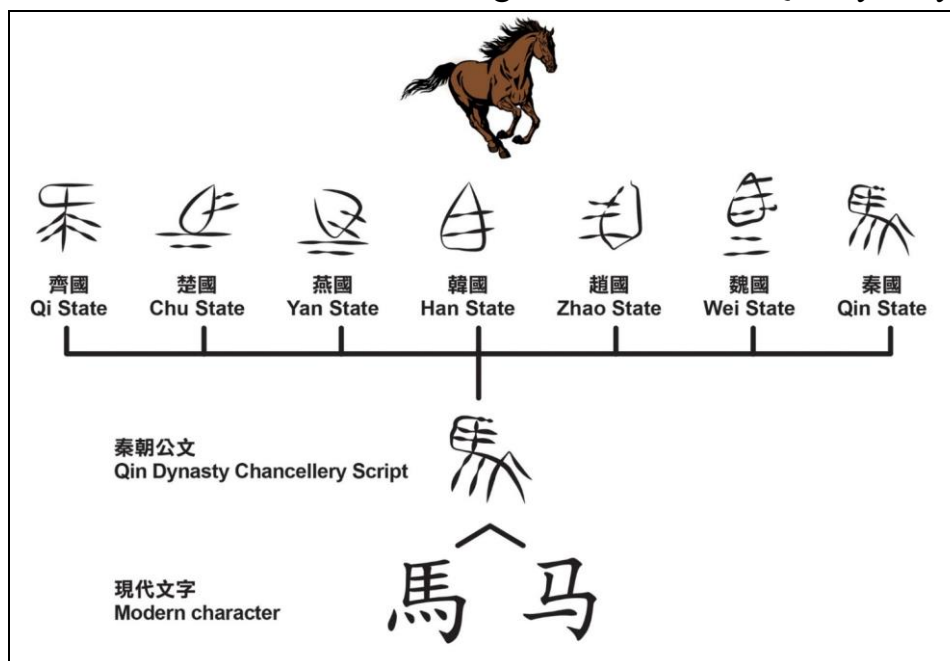 齊國 楚國 燕國 韓國 趙國 魏國 秦國
Qi State Chu State Yan State Han State Zhao State Wei State Qin State
秦朝公文
Qin Dynasty Chancellery Script
現代文字
Modern character
馬 马